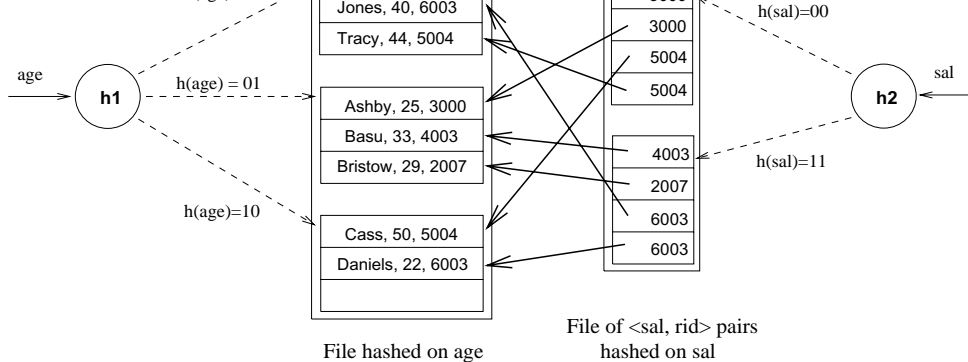 Jones, 40, 6003
Tracy, 44, 5004
age
h1
h(age) = 01
h(age)=10
Ashby, 25, 3000
Basu, 33, 4003
Bristow, 29, 2007
Cass, 50, 5004
Daniels, 22, 6003
File hashed on age
3000
5004
5004
4003
2007
6003
6003
File of <sal, rid> pairs
hashed on sal
h(sal)=00
sal
h2
h(sal)=11